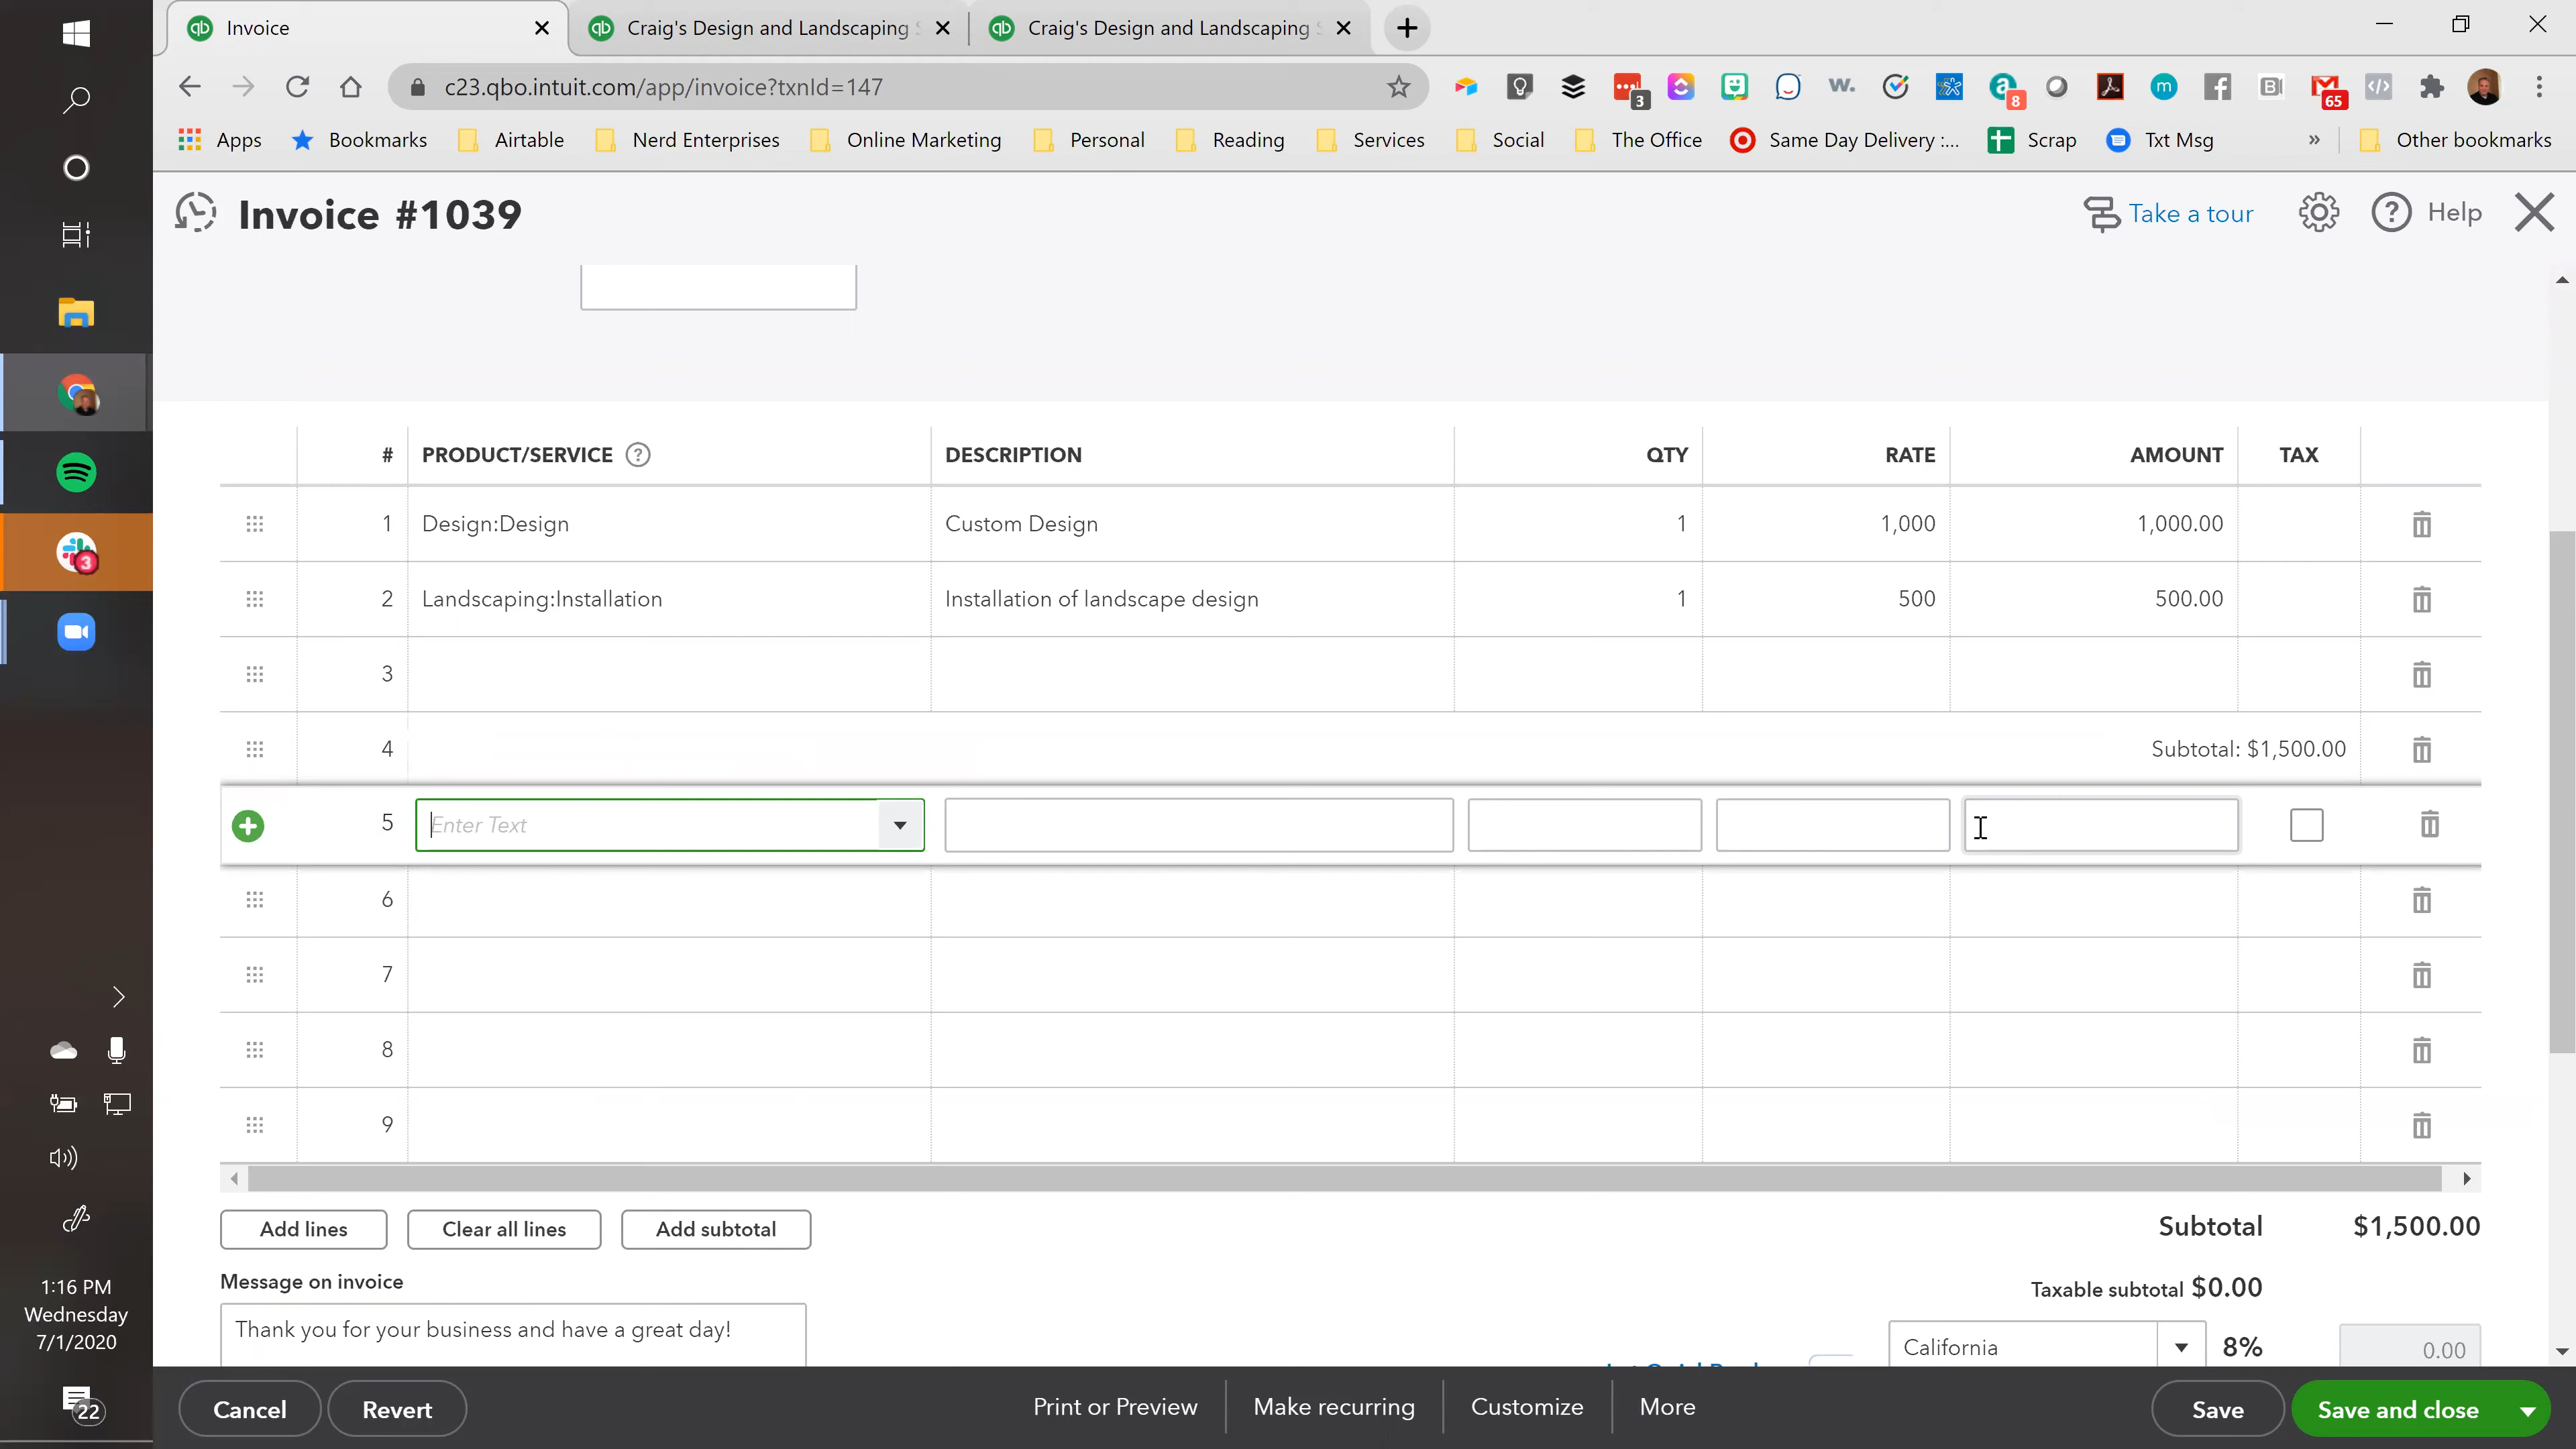 Invoice
Craig's Design and Landscaping
Craig's Design and Landscaping
c23.qbo.intuit.com/app/invoice?txnId=147
3
8
65
Apps Bookmarks Airtable Nerd Enterprises Online Marketing Personal Reading Services Social The Office Same Day Delivery :... Scrap Txt Msg » Other bookmarks
Invoice #1039
Take a tour
Help
# PRODUCT/SERVICE ? DESCRIPTION QTY RATE AMOUNT TAX
1 Design:Design Custom Design 1 1,000 1,000.00
2 Landscaping:Installation Installation of landscape design 1 500 500.00
3
4 Subtotal: $1,500.00
5 Enter Text
6
7
8
9
Add lines Clear all lines Add subtotal
Subtotal $1,500.00
Message on invoice
Taxable subtotal $0.00
Thank you for your business and have a great day!
California 8% 0.00
Cancel Revert Print or Preview Make recurring Customize More Save Save and close
3
1:16 PM
Wednesday
7/1/2020
22